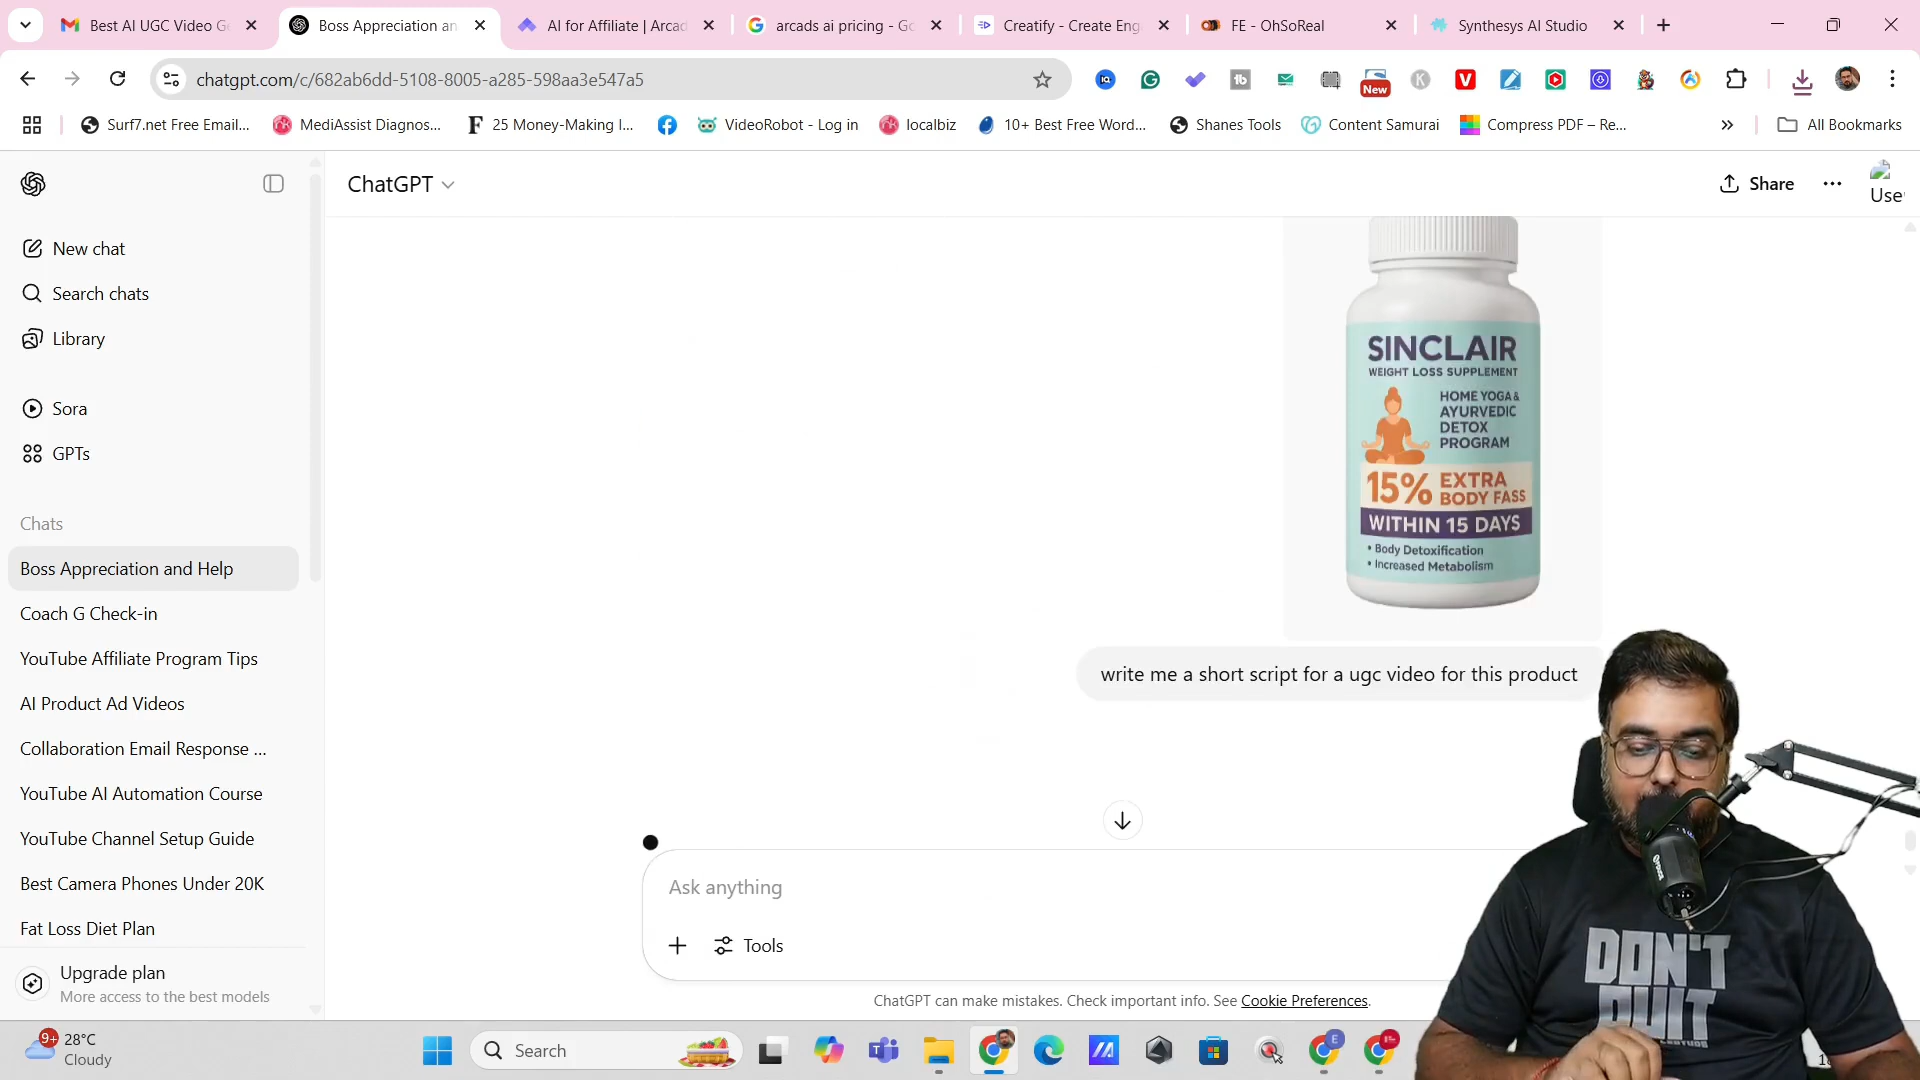 Best AI UGC Video Ge
Boss Appreciation an
AI for Affiliate | Arcad
arcads ai pricing - Go
Creatify - Create Eng
FE - OhSoReal
Synthesys AI Studio
chatgpt.com/c/682ab6dd-5108-8005-a285-598aa3e547a5
New
Surf7.net Free Email...
MediAssist Diagnos...
25 Money-Making I...
VideoRobot - Log in
localbiz
10+ Best Free Word...
Shanes Tools
Content Samurai
Compress PDF – Re...
All Bookmarks
ChatGPT
Share
Use
New chat
Search chats
Library
Sora
GPTs
Chats
Boss Appreciation and Help
Coach G Check-in
YouTube Affiliate Program Tips
AI Product Ad Videos
Collaboration Email Response ...
YouTube AI Automation Course
YouTube Channel Setup Guide
Best Camera Phones Under 20K
Fat Loss Diet Plan
Upgrade plan
More access to the best models
SINCLAIR
WEIGHT LOSS SUPPLEMENT
HOME YOGA &
AYURVEDIC
DETOX
PROGRAM
15% EXTRA
BODY FASS
WITHIN 15 DAYS
• Body Detoxification
• Increased Metabolism
write me a short script for a ugc video for this product
Ask anything
Tools
ChatGPT can make mistakes. Check important info. See Cookie Preferences.
DON'T
QUIT
9+
28°C
Cloudy
Search